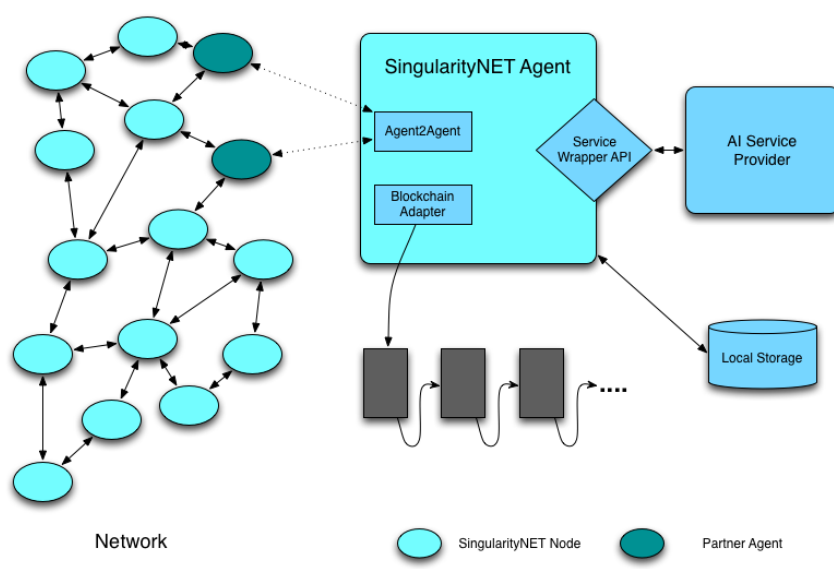 SingularityNET Agent
Agent2Agent
Service
Wrapper API
AI Service
Provider
Blockchain
Adapter
Local Storage
....
Network
SingularityNET Node
Partner Agent